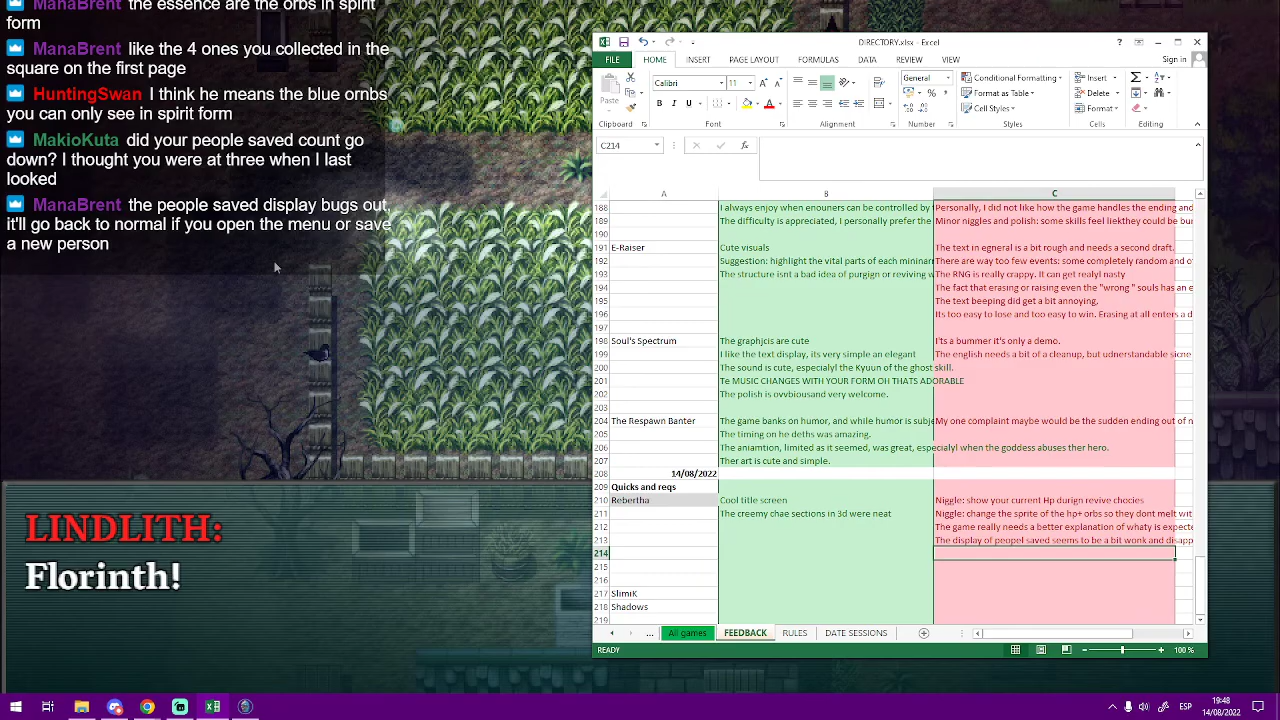 ManaBrent the essence are the orbs in spirit
form
ManaBrent like the 4 ones you collected in the
square on the first page
HuntingSwan I think he means the blue ornbs
you can only see in spirit form
MakioKuta did your people saved count go
down? I thought you were at three when I last
looked
ManaBrent the people saved display bugs out,
it'll go back to normal if you open the menu or save
a new person
LINDLITH:
Florinth!
DIRECTORY.xlsx - Excel
FILE HOME INSERT PAGE LAYOUT FORMULAS DATA REVIEW VIEW Sign in
Paste
Calibri 11
General
Conditional Formatting
Format as Table
Cell Styles
Insert
Delete
Format
Clipboard Font Alignment Number Styles Cells Editing
C214
A B C
188 I always enjoy when enouners can be controlled by Personally, I did not like how the game handles the ending and
189 The difficulty is appreciated, I personally prefer the Minor niggles and polish: some skills feel liekthey could be
190
191 E-Raiser Cute visuals The text in egneral is a bit rough and needs a second draft.
192 Suggestion: highlight the vital parts of each There are way too few events: some completely random and
193 The structure isnt a bad idea of purgign or reviving The RNG is really crappy. It can get realyl nasty
194 The fact that erasing or raising even the "wrong " souls has an
195 The text beeping did get a bit annoying,
196 Its too easy to lose and too easy to win. Erasing at all enters a
197
198 Soul's Spectrum The graphjcis are cute I'ts a bummer it's only a demo.
199 I like the text display, its very simple an elegant The english needs a bit of a cleanup, but udnerstandable
200 The sound is cute, especialyl the Kyuun of the ghost skill.
201 Te MUSIC CHANGES WITH YOUR FORM OH THATS ADORABLE
202 The polish is ovvbiousand very welcome.
203
204 The Respawn Banter The game banks on humor, and while humor is My one complaint maybe would be the sudden ending out of
205 The timing on he deths was amazing.
206 The aniamtion, limited as it seemed, was great, especialyl when the goddess abuses ther hero.
207 Ther art is cute and simple.
208 14/08/2022
209 Quicks and reqs
210 Rebertha Cool title screen Niggle: show your current hp durign revive chocies
211 The creemy chae sections in 3d were neat Niggle: change the sprite of the hp+ orbs so they dont melt
212 The game really needs a better explanation of whaty is
213 The display of peopel saved seems to be a bit wonk and
214
215
216
217 SlimiK
218 Shadows
219
... All games FEEDBACK RULES DATE SESSIONS
READY 100 %
ESP 19:48
14/08/2022